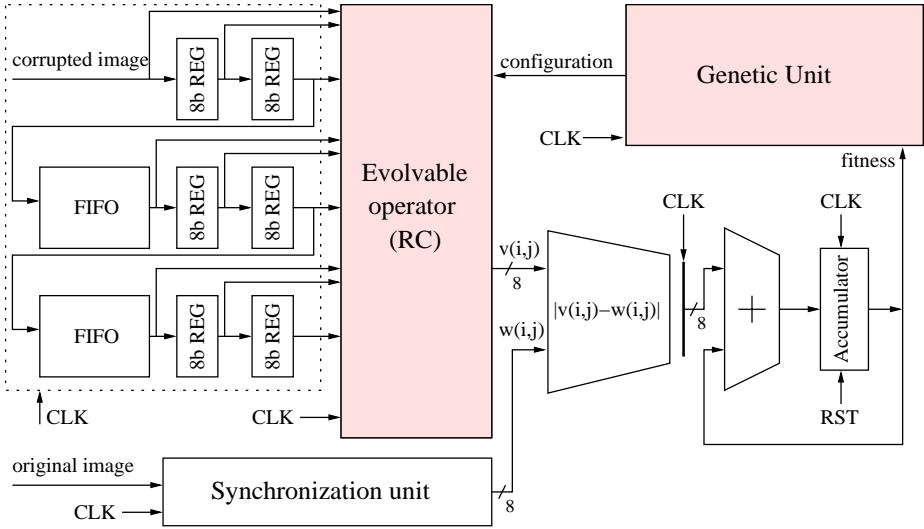 corrupted image
8b REG
8b REG
configuration
Genetic Unit
CLK
fitness
FIFO
8b REG
8b REG
Evolvable
operator
(RC)
CLK
CLK
v(i,j)
8
|v(i,j)−w(i,j)|
8
+
Accumulator
w(i,j)
FIFO
8b REG
8b REG
CLK
CLK
RST
original image
CLK
Synchronization unit
8